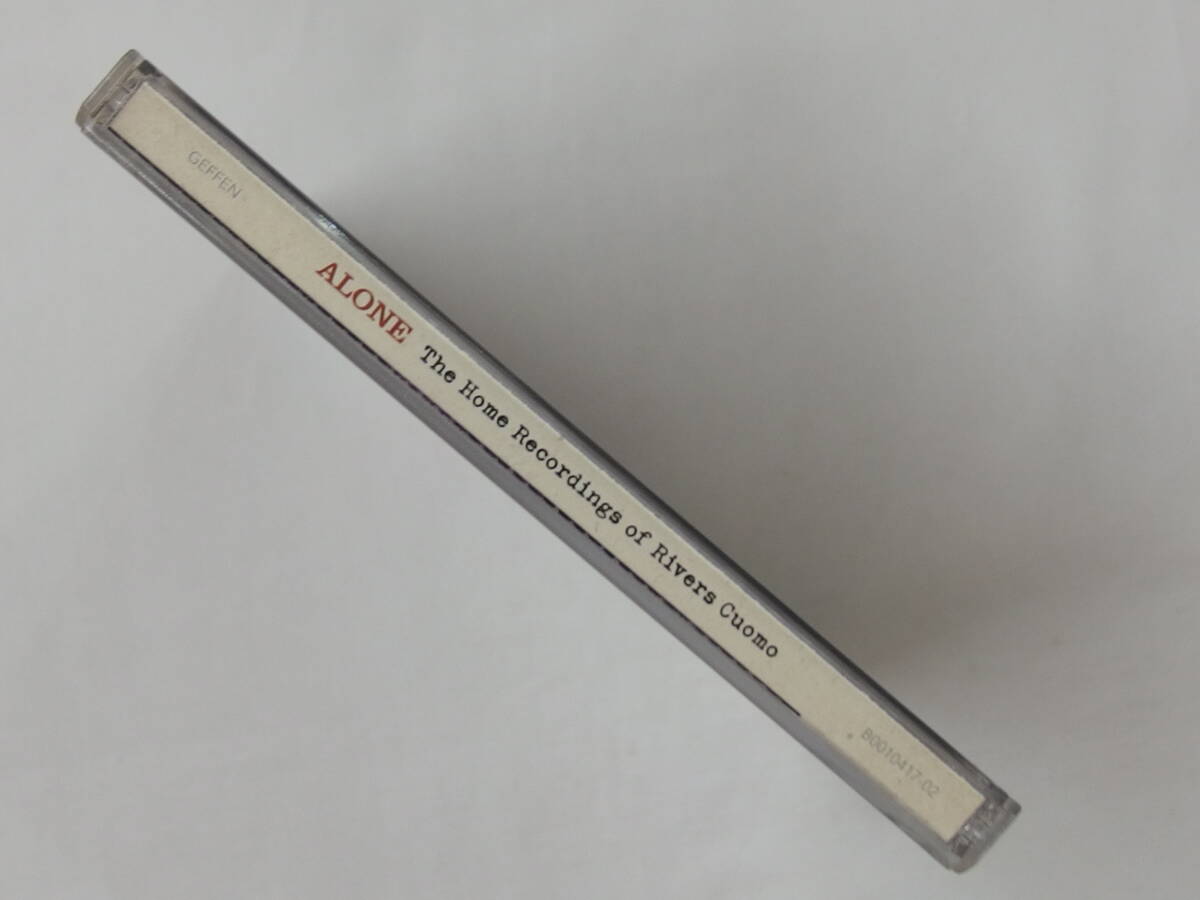 GEFFEN
ALONE The Home Recordings of Rivers Cuomo
B0010417-02